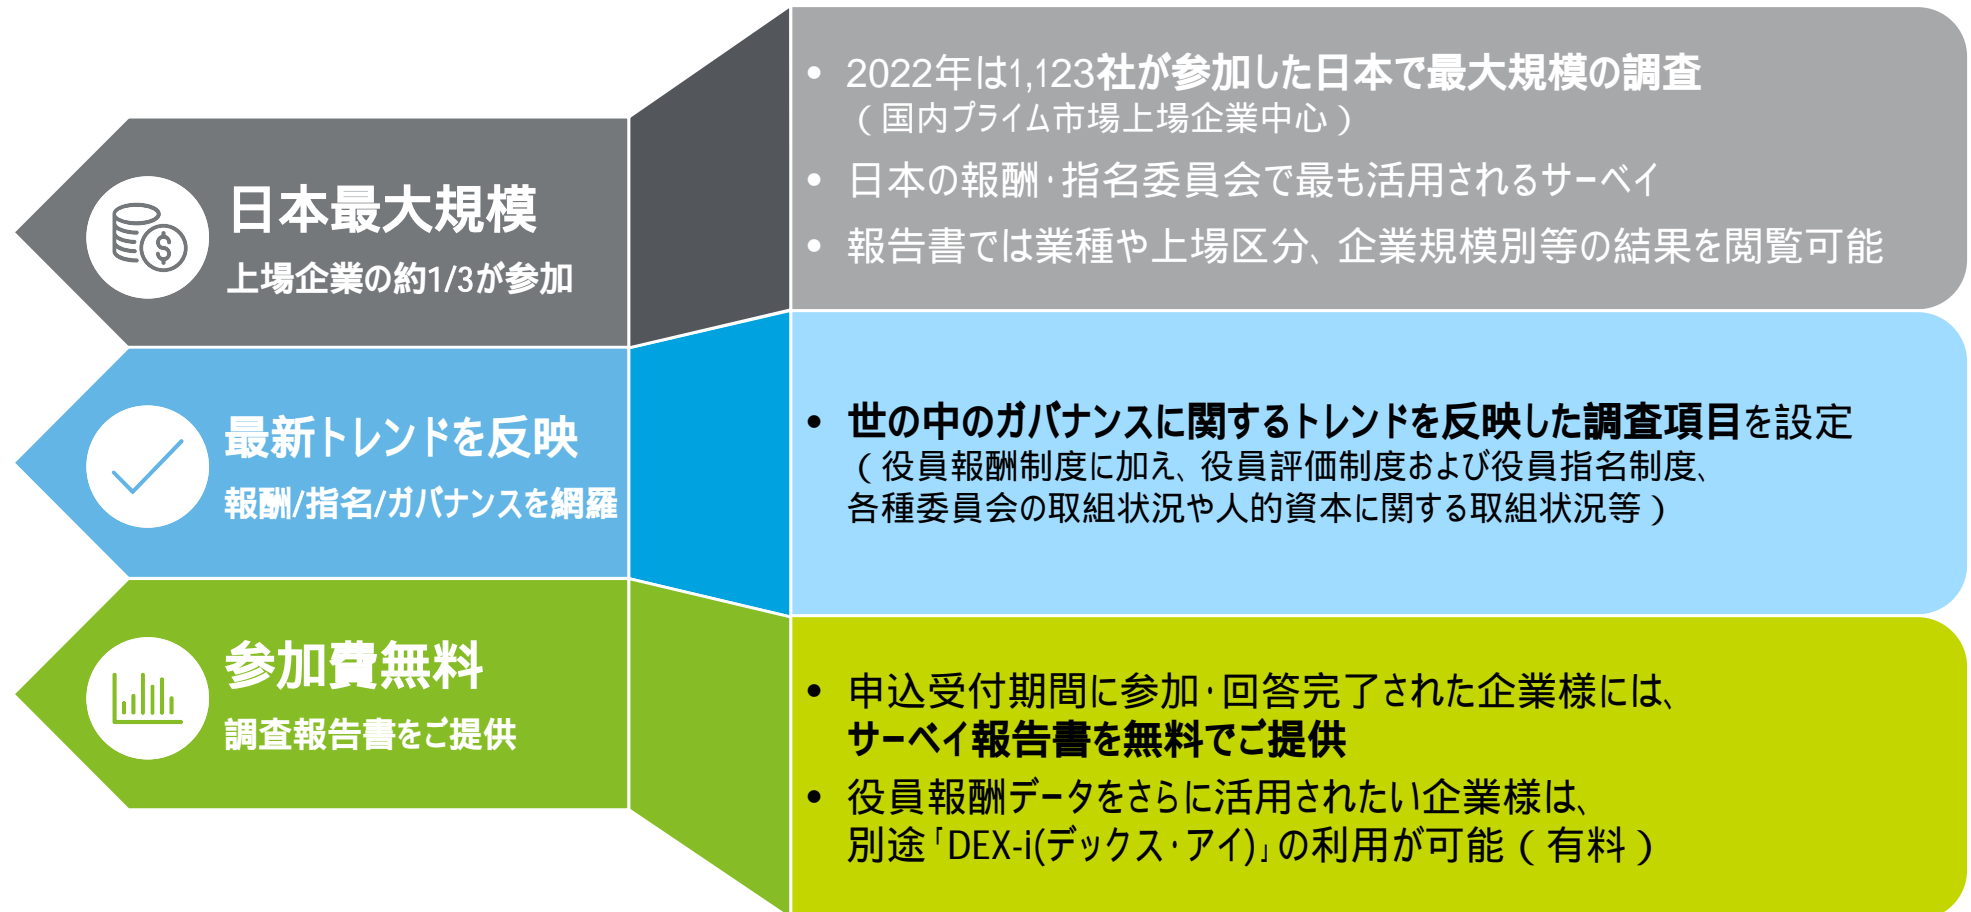 日本最大規模
上場企業の約1/3が参加
• 2022年は1,123社が参加した日本で最大規模の調査
（国内プライム市場上場企業中心）
• 日本の報酬・指名委員会で最も活用されるサーベイ
• 報告書では業種や上場区分、企業規模別等の結果を閲覧可能
最新トレンドを反映
報酬/指名/ガバナンスを網羅
• 世の中のガバナンスに関するトレンドを反映した調査項目を設定
（役員報酬制度に加え、役員評価制度および役員指名制度、
各種委員会の取組状況や人的資本に関する取組状況等）
参加費無料
調査報告書をご提供
• 申込受付期間に参加・回答完了された企業様には、
サーベイ報告書を無料でご提供
• 役員報酬データをさらに活用されたい企業様は、
別途「DEX-i(デックス・アイ)」の利用が可能（有料）